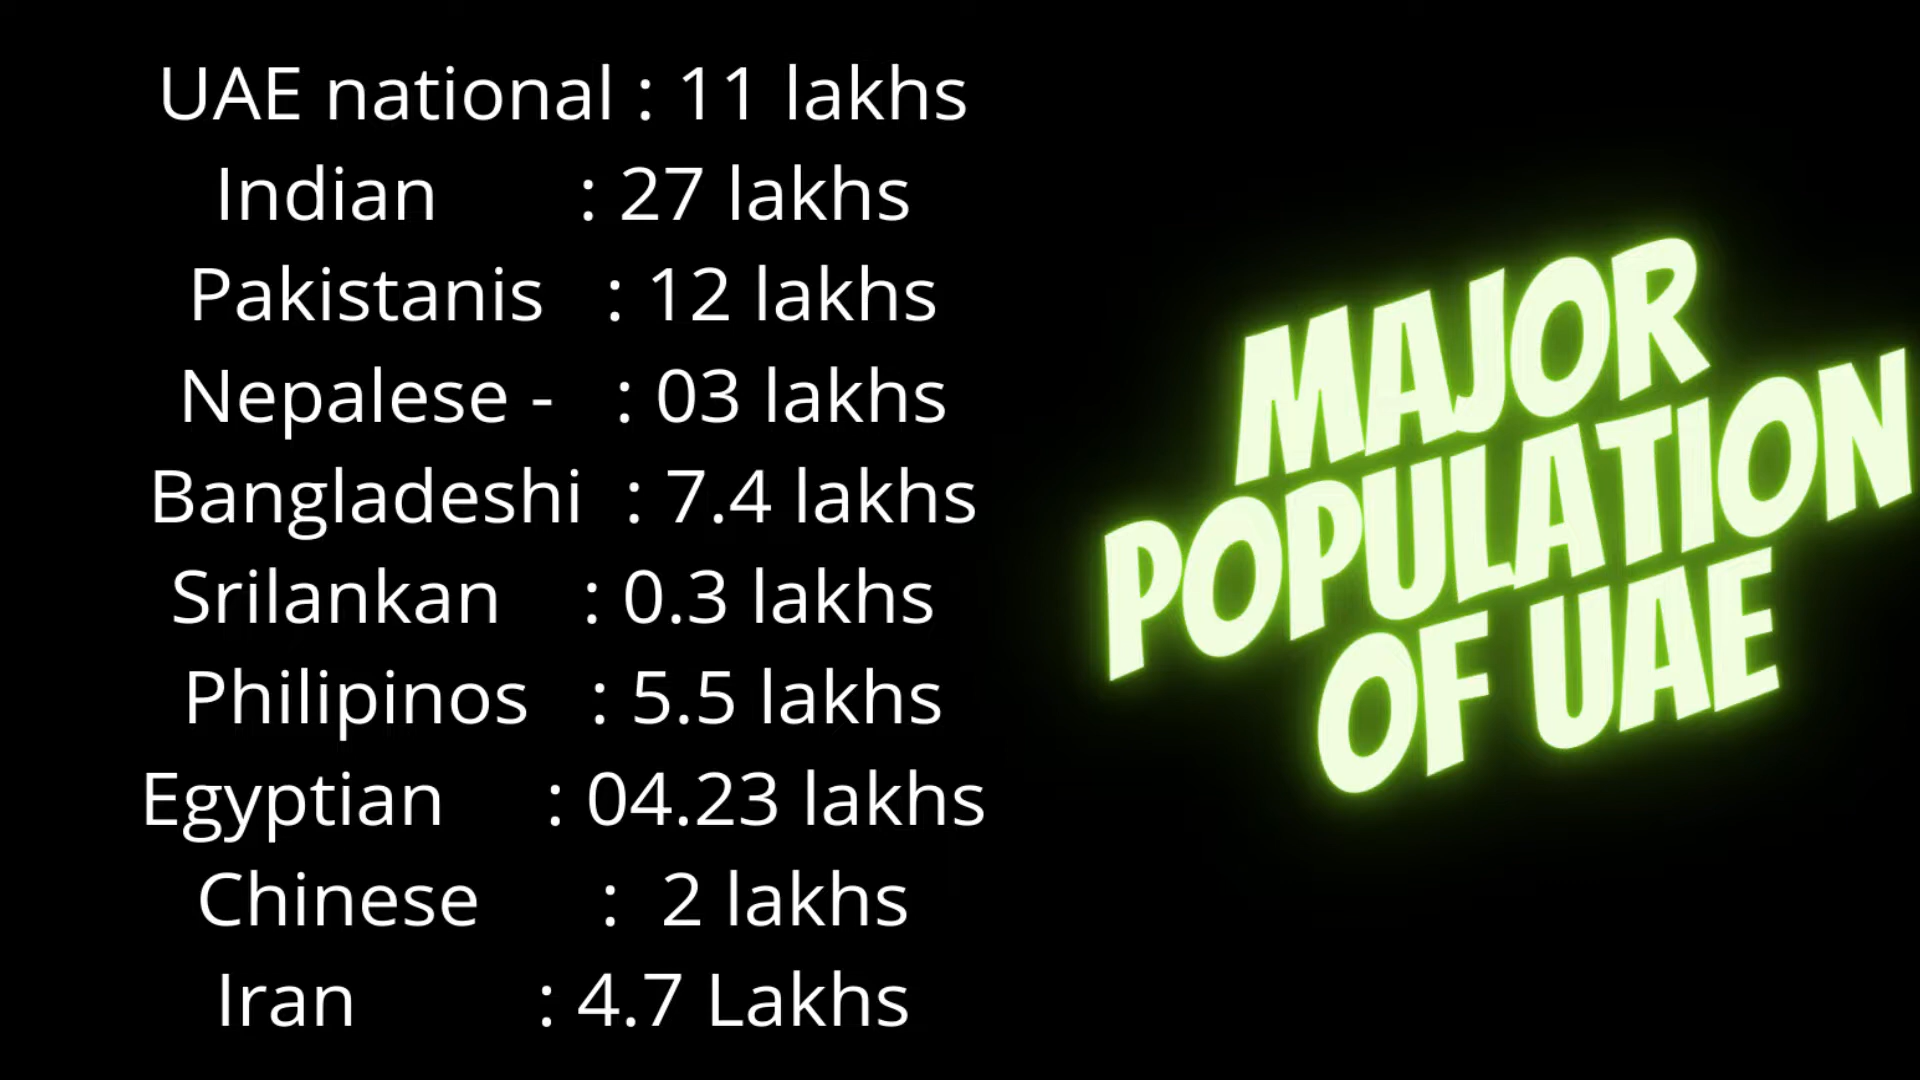 UAE national : 11 lakhs
Indian : 27 lakhs
Pakistanis : 12 lakhs
Nepalese - : 03 lakhs
Bangladeshi : 7.4 lakhs
Srilankan : 0.3 lakhs
Philipinos : 5.5 lakhs
Egyptian : 04.23 lakhs
Chinese : 2 lakhs
Iran : 4.7 Lakhs
MAJOR
POPULATION
OF UAE